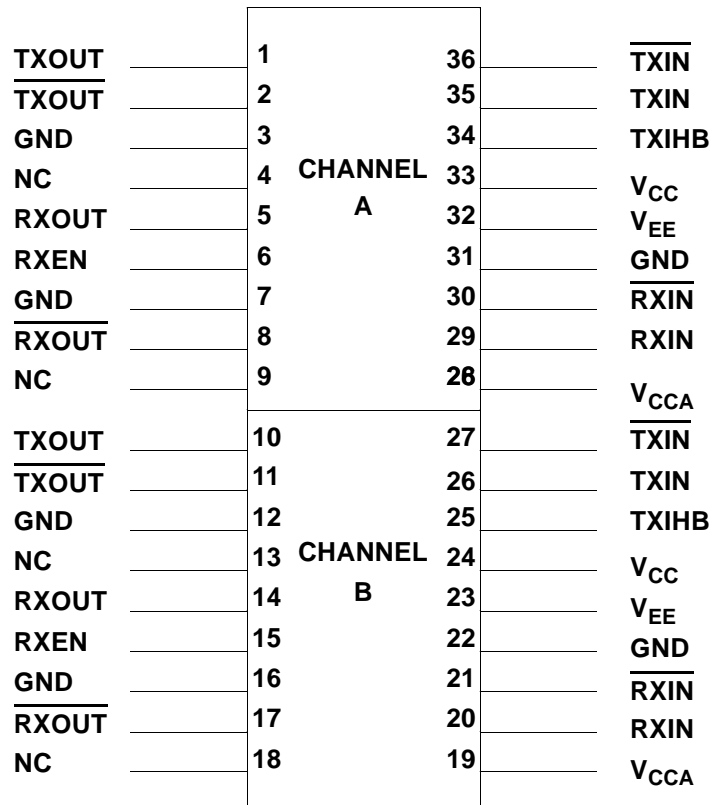 TXOUT 1 36 TXIN
TXOUT 2 35 TXIN
GND 3 34 TXIHB
NC 4 CHANNEL 33 VCC
RXOUT 5 A 32 VEE
RXEN 6 31 GND
GND 7 30 RXIN
RXOUT 8 29 RXIN
NC 9 28 VCCA
TXOUT 10 27 TXIN
TXOUT 11 26 TXIN
GND 12 25 TXIHB
NC 13 CHANNEL 24 VCC
RXOUT 14 B 23 VEE
RXEN 15 22 GND
GND 16 21 RXIN
RXOUT 17 20 RXIN
NC 18 19 VCCA